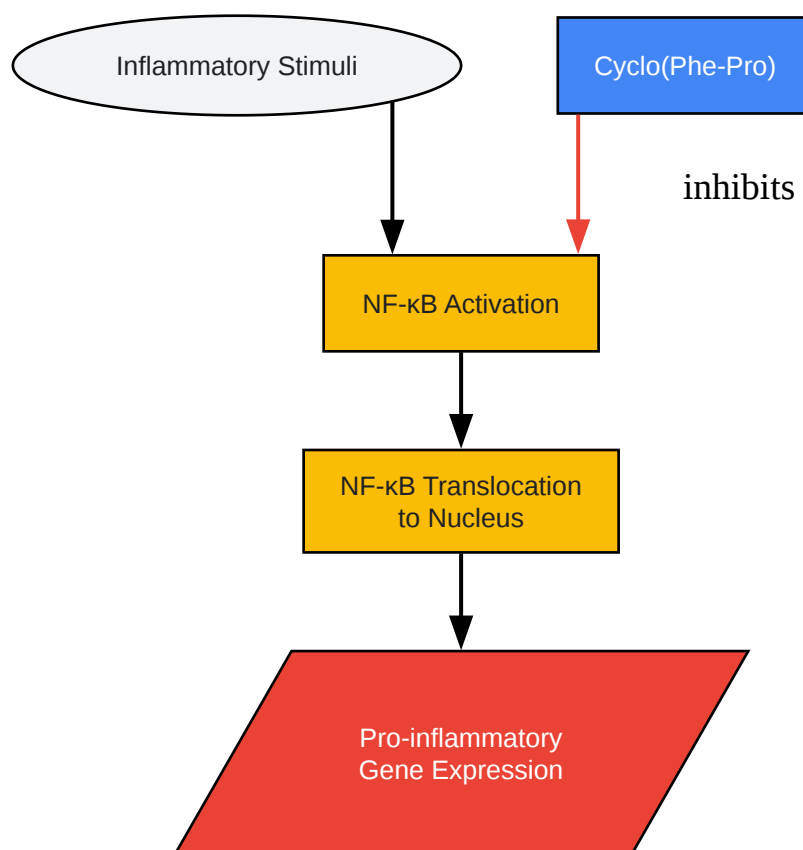 Inflammatory Stimuli
Cyclo(Phe-Pro)
inhibits
NF-κB Activation
NF-κB Translocation
to Nucleus
Pro-inflammatory
Gene Expression